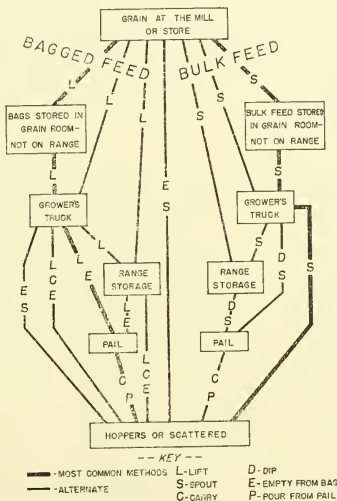 GRAIN AT THE MILL
OR STORE
BAGGED FEED
BULK FEED
L
L
L
S
S
S
BAGS STORED IN
GRAIN ROOM—
NOT ON RANGE
BULK FEED STORED
IN GRAIN ROOM—
NOT ON RANGE
L
E S
S
GROWER'S
TRUCK
GROWER'S
TRUCK
L
L E
L C E
E S
S
D S
S
RANGE
STORAGE
RANGE
STORAGE
L E
D S
PAIL
PAIL
C P
L C E
C P
HOPPERS OR SCATTERED
-- KEY --
-MOST COMMON METHODS
L-LIFT
D-DIP
-ALTERNATE
S-SPOUT
E-EMPTY FROM BAG
C-CARRY
P-POUR FROM PAIL